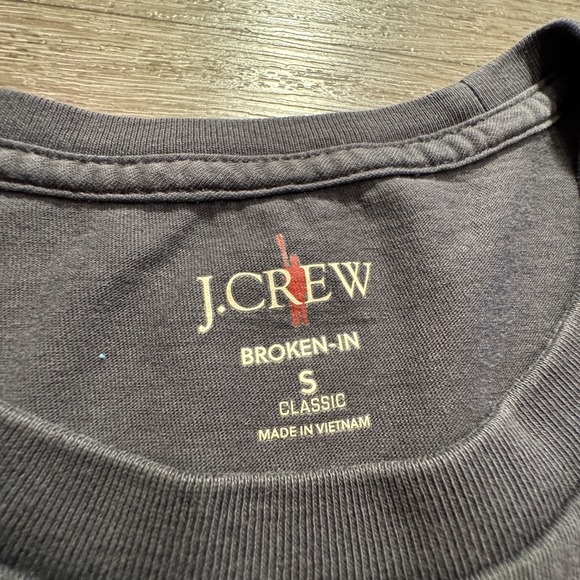 J.CREW
BROKEN-IN
S
CLASSIC
MADE IN VIETNAM